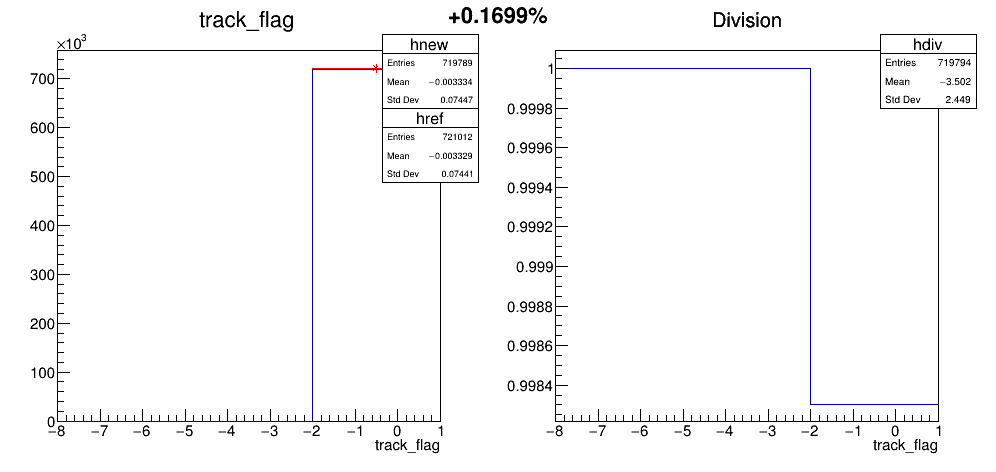 track_flag
+0.1699%
Division
×10³
hnew
Entries 719789
Mean −0.003334
Std Dev 0.07447
href
Entries 721012
Mean −0.003329
Std Dev 0.07441
700
600
500
400
300
200
100
0
−8 −7 −6 −5 −4 −3 −2 −1 0 1
track_flag
hdiv
Entries 719794
Mean −3.502
Std Dev 2.449
1
0.9998
0.9996
0.9994
0.9992
0.999
0.9988
0.9986
0.9984
−8 −7 −6 −5 −4 −3 −2 −1 0 1
track_flag